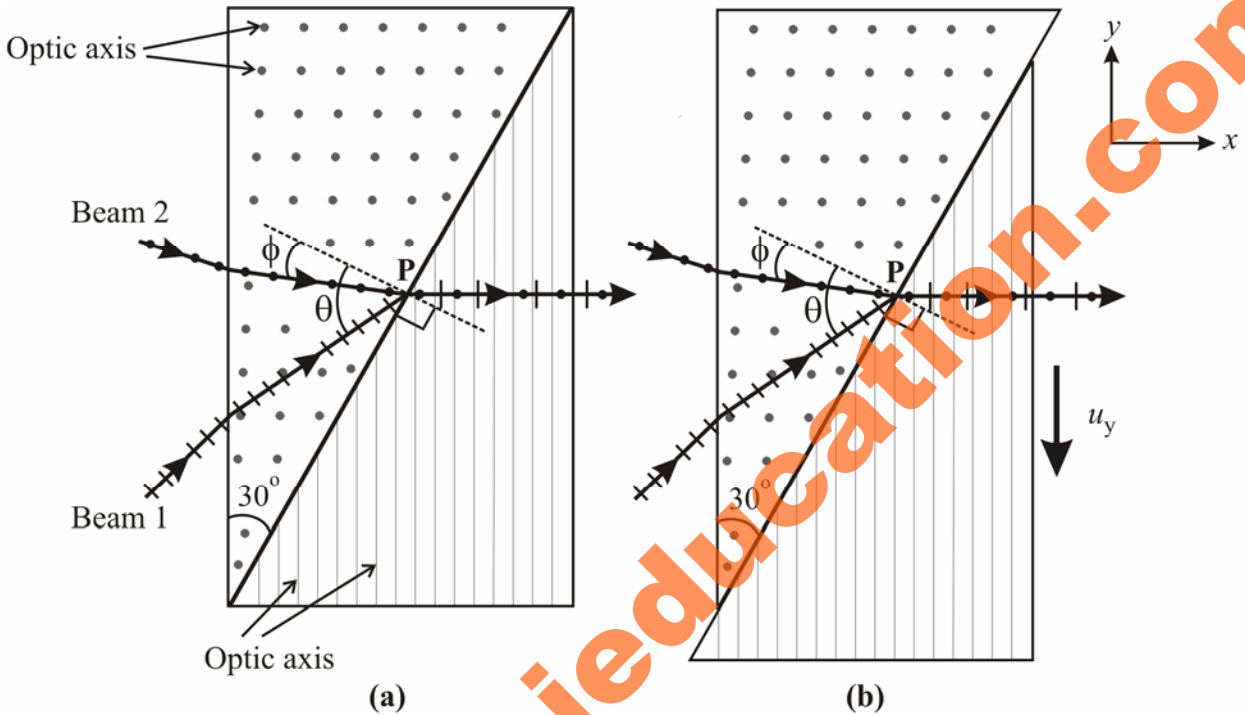 Optic axis
Beam 2
ϕ
P
θ
30°
Beam 1
Optic axis
(a)
ϕ
P
θ
30°
(b)
y
x
u_y
ieducation.com